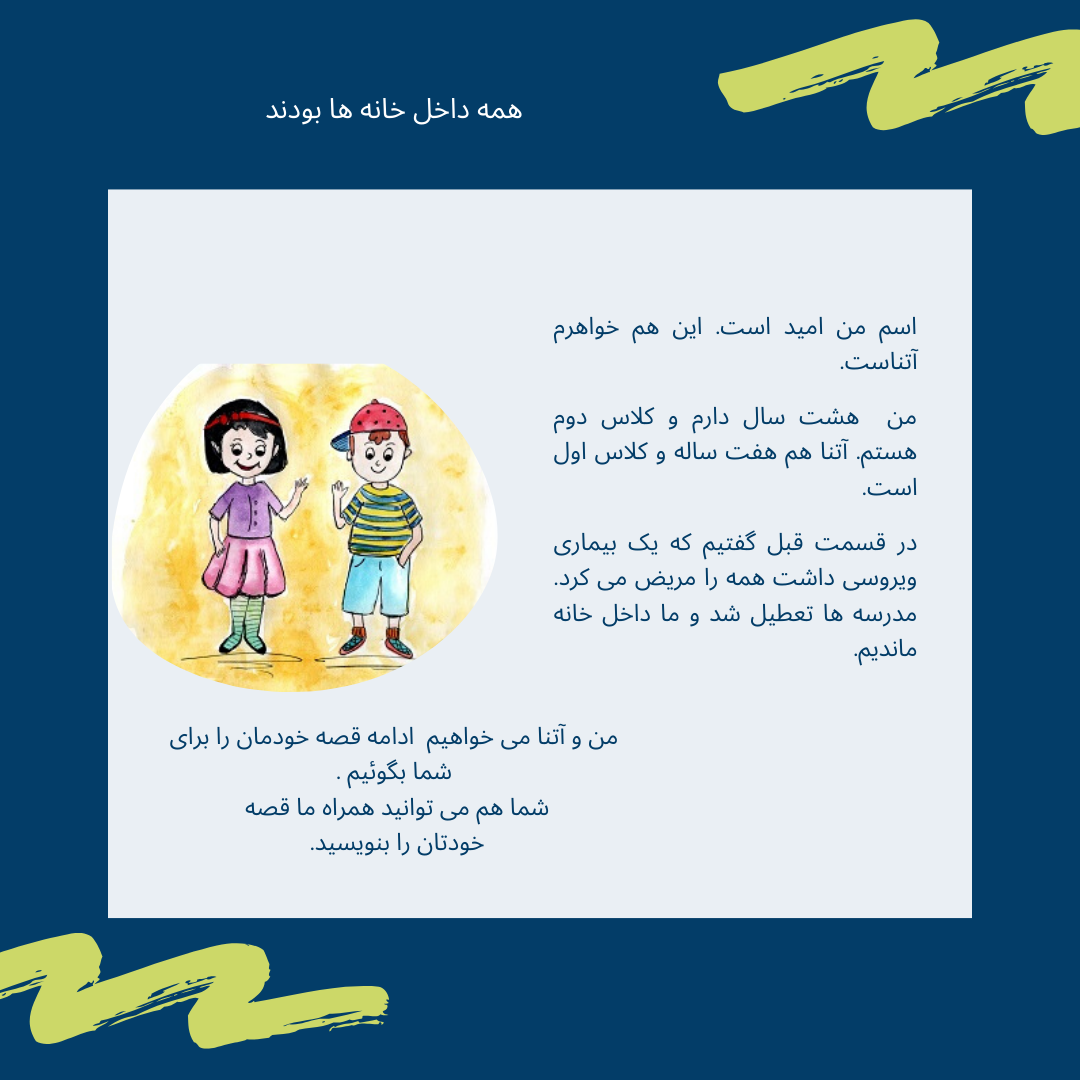 همه داخل خانه ها بودند
اسم من امید است. این هم خواهرم
آتناست.
من هشت سال دارم و کلاس دوم
هستم. آتنا هم هفت ساله و کلاس اول
است.
در قسمت قبل گفتیم که یک بیماری
ویروسی داشت همه را مریض می کرد.
مدرسه ها تعطیل شد و ما داخل خانه
ماندیم.
من و آتنا می خواهیم ادامه قصه خودمان را برای
شما بگوئیم .
شما هم می توانید همراه ما قصه
خودتان را بنویسید.